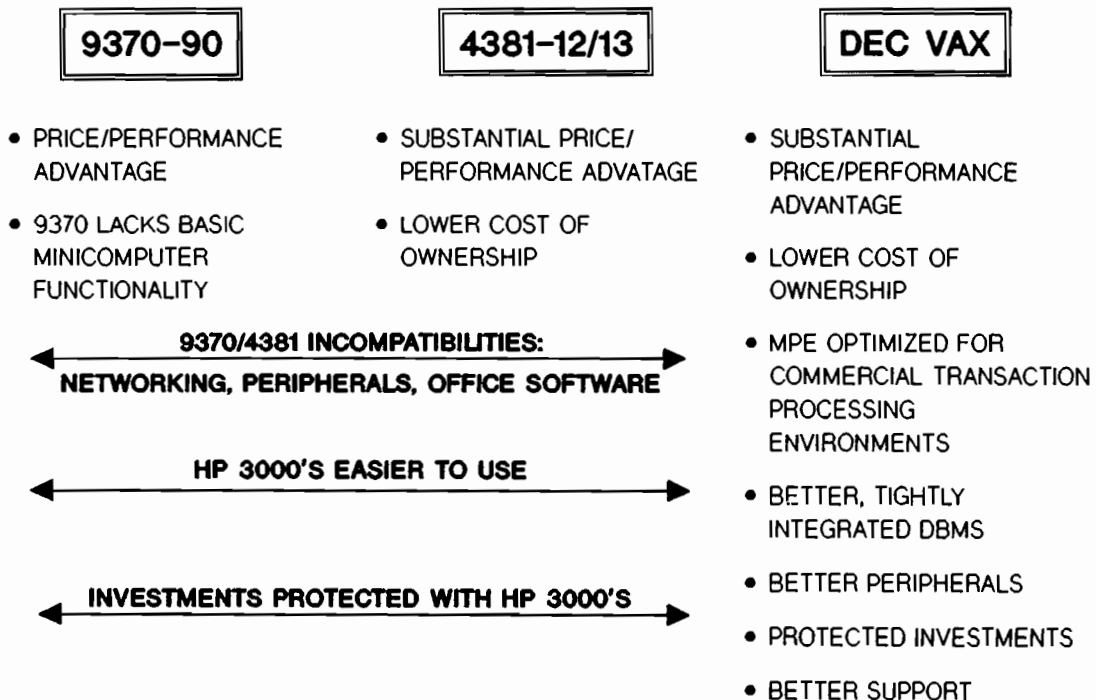 9370-90
4381-12/13
DEC VAX
• PRICE/PERFORMANCE
ADVANTAGE
• 9370 LACKS BASIC
MINICOMPUTER
FUNCTIONALITY
• SUBSTANTIAL PRICE/
PERFORMANCE ADVATAGE
• LOWER COST OF
OWNERSHIP
9370/4381 INCOMPATIBILITIES:
NETWORKING, PERIPHERALS, OFFICE SOFTWARE
HP 3000'S EASIER TO USE
INVESTMENTS PROTECTED WITH HP 3000'S
• SUBSTANTIAL
PRICE/PERFORMANCE
ADVANTAGE
• LOWER COST OF
OWNERSHIP
• MPE OPTIMIZED FOR
COMMERCIAL TRANSACTION
PROCESSING
ENVIRONMENTS
• BETTER, TIGHTLY
INTEGRATED DBMS
• BETTER PERIPHERALS
• PROTECTED INVESTMENTS
• BETTER SUPPORT